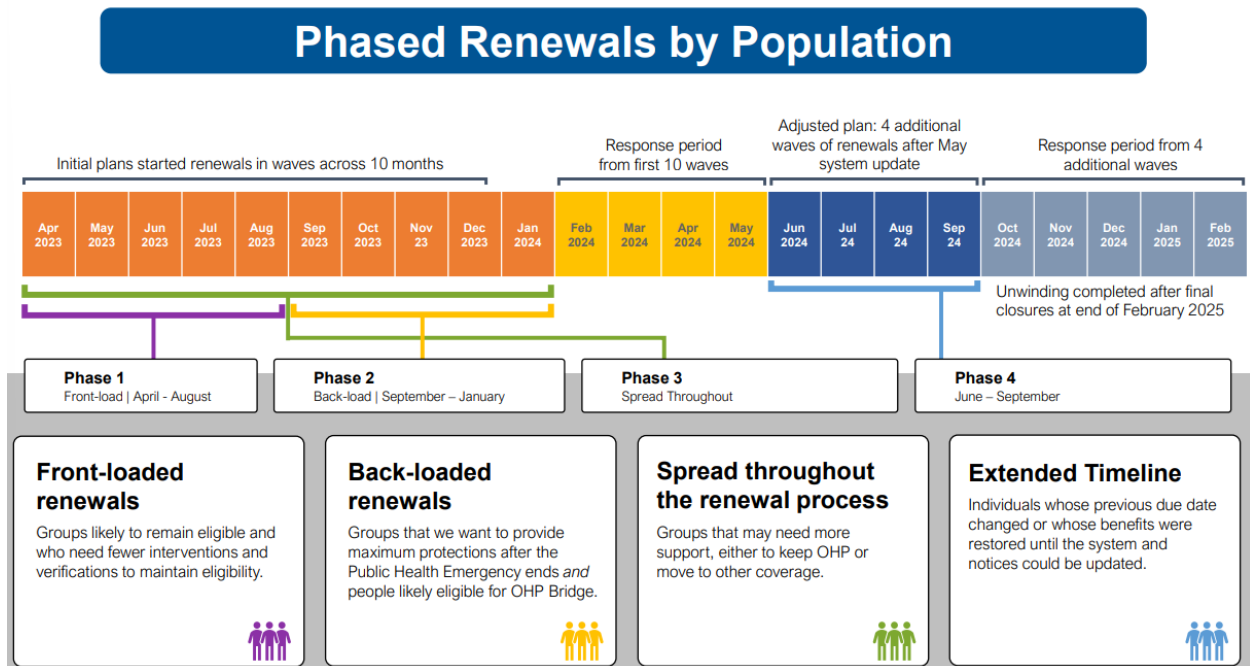 Phased Renewals by Population
Initial plans started renewals in waves across 10 months
Response period
from first 10 waves
Adjusted plan: 4 additional
waves of renewals after May
system update
Response period from 4
additional waves
Apr
2023
May
2023
Jun
2023
Jul
2023
Aug
2023
Sep
2023
Oct
2023
Nov
23
Dec
2023
Jan
2024
Feb
2024
Mar
2024
Apr
2024
May
2024
Jun
2024
Jul
24
Aug
24
Sep
24
Oct
2024
Nov
2024
Dec
2024
Jan
2025
Feb
2025
Unwinding completed after final
closures at end of February 2025
Phase 1
Front-load | April - August
Phase 2
Back-load | September – January
Phase 3
Spread Throughout
Phase 4
June – September
Front-loaded
renewals
Groups likely to remain eligible and
who need fewer interventions and
verifications to maintain eligibility.
Back-loaded
renewals
Groups that we want to provide
maximum protections after the
Public Health Emergency ends and
people likely eligible for OHP Bridge.
Spread throughout
the renewal process
Groups that may need more
support, either to keep OHP or
move to other coverage.
Extended Timeline
Individuals whose previous due date
changed or whose benefits were
restored until the system and
notices could be updated.